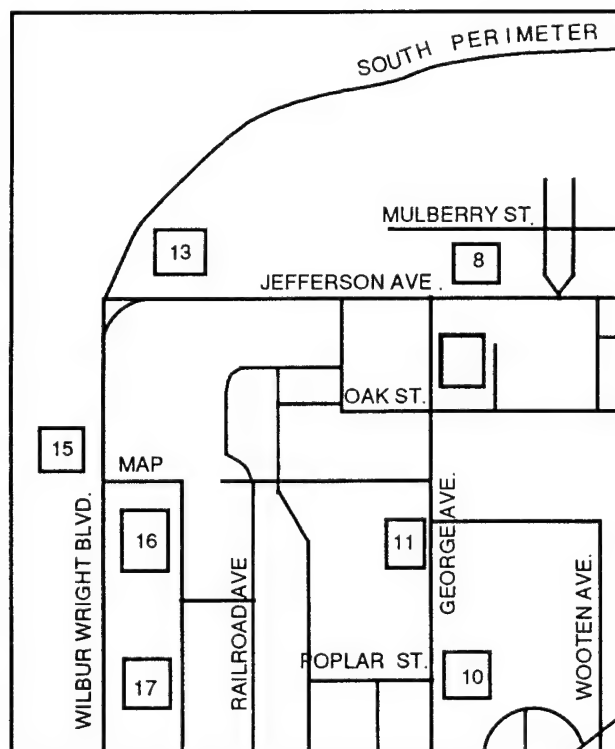 SOUTH PERIMETER
MULBERRY ST.
13
8
JEFFERSON AVE .
OAK ST.
15
MAP
16
11
WILBUR WRIGHT BLVD.
RAILROAD AVE
GEORGE AVE.
WOOTEN AVE.
POPLAR ST.
10
17